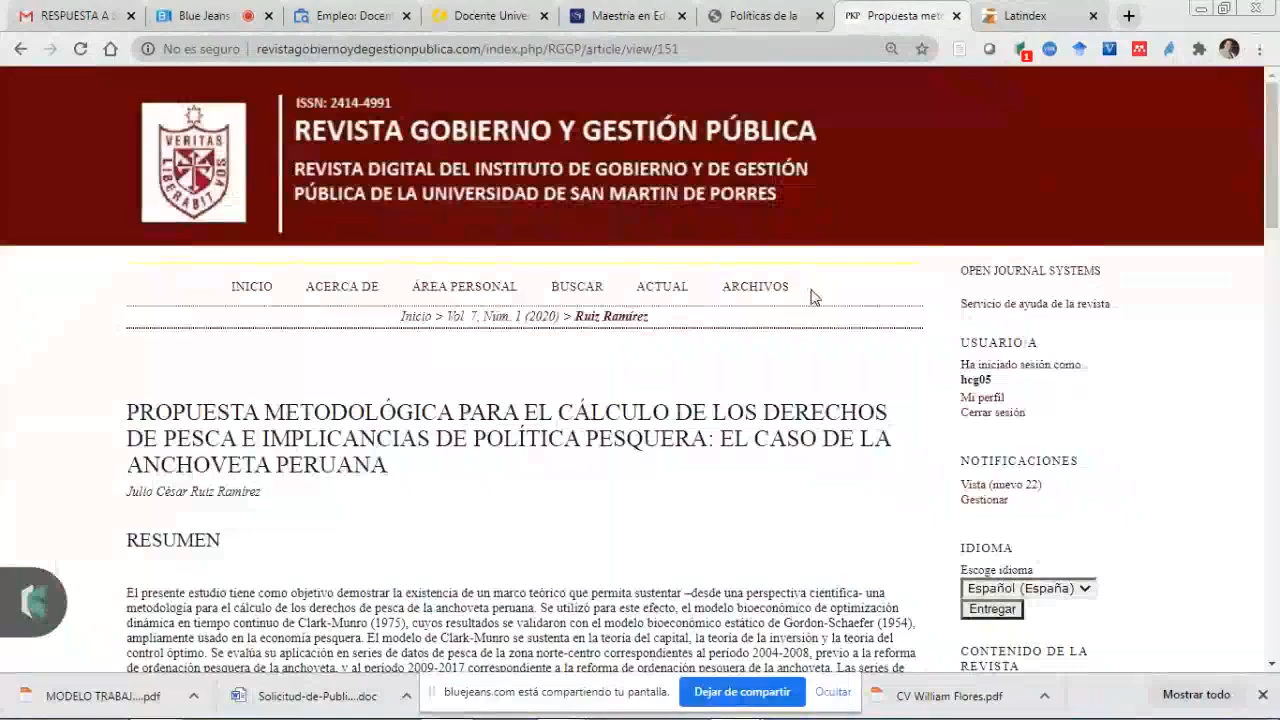 RESPUESTA A B
Blue Jeans
Empleo: Docent
Docente Univer
Maestría en Ed
Políticas de la
PKP Propuesta met
Latindex
No es seguro | revistagobiernoydegestionpublica.com/index.php/RGGP/article/view/151
1
ISSN: 2414-4991
REVISTA GOBIERNO Y GESTIÓN PÚBLICA
REVISTA DIGITAL DEL INSTITUTO DE GOBIERNO Y DE GESTIÓN
PÚBLICA DE LA UNIVERSIDAD DE SAN MARTIN DE PORRES
VERITAS
LIBERABIT VOS
INICIO ACERCA DE ÁREA PERSONAL BUSCAR ACTUAL ARCHIVOS
Inicio > Vol. 7, Núm. 1 (2020) > Ruiz Ramírez
PROPUESTA METODOLÓGICA PARA EL CÁLCULO DE LOS DERECHOS
DE PESCA E IMPLICANCIAS DE POLÍTICA PESQUERA: EL CASO DE LA
ANCHOVETA PERUANA
Julio César Ruiz Ramírez
RESUMEN
El presente estudio tiene como objetivo demostrar la existencia de un marco teórico que permita sustentar –desde una perspectiva científica- una
metodología para el cálculo de los derechos de pesca de la anchoveta peruana. Se utilizó para este efecto, el modelo bioeconómico de optimización
dinámica en tiempo continuo de Clark-Munro (1975), cuyos resultados se validaron con el modelo bioeconómico estático de Gordon-Schaefer (1954),
ampliamente usado en la economía pesquera. El modelo de Clark-Munro se sustenta en la teoría del capital, la teoría de la inversión y la teoría del
control óptimo. Se evalúa su aplicación en series de datos de pesca de la zona norte-centro correspondientes al período 2004-2008, previo a la reforma
de ordenación pesquera de la anchoveta, y al período 2009-2017 correspondiente a la reforma de ordenación pesquera de la anchoveta. Las series de
OPEN JOURNAL SYSTEMS
Servicio de ayuda de la revista
USUARIO/A
Ha iniciado sesión como...
hcg05
Mi perfil
Cerrar sesión
NOTIFICACIONES
Vista (nuevo 22)
Gestionar
IDIOMA
Escoge idioma
Español (España)
Entregar
CONTENIDO DE LA
REVISTA
MODELO TRABAJ....pdf
Solicitud-de-Publi....doc
bluejeans.com está compartiendo tu pantalla.
Dejar de compartir
Ocultar
CV William Flores.pdf
Mostrar todo